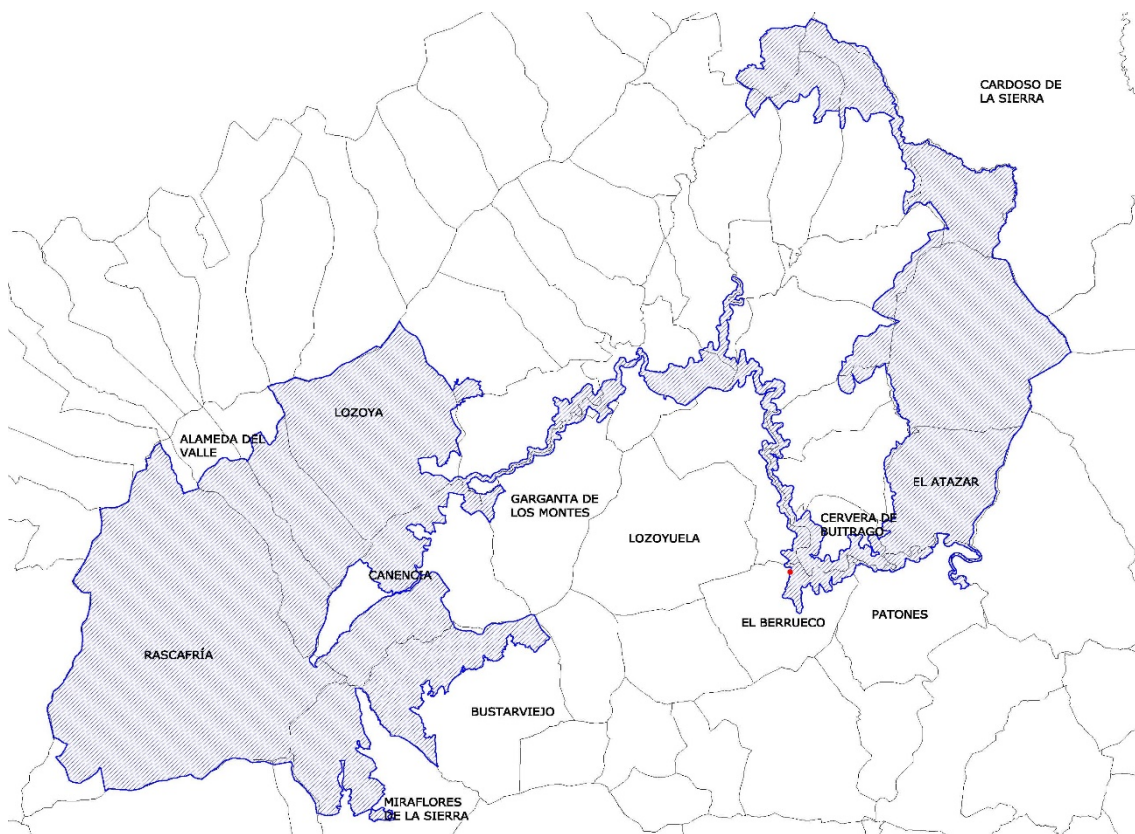 CARDOSO DE
LA SIERRA
LOZOYA
ALAMEDA DEL
VALLE
EL ATAZAR
GARGANTA DE
LOS MONTES
CERVERA DE
BUITRAGO
LOZOYUELA
CANENCIA
PATONES
EL BERRUECO
RASCAFRÍA
BUSTARVIEJO
MIRAFLORES
DE LA SIERRA